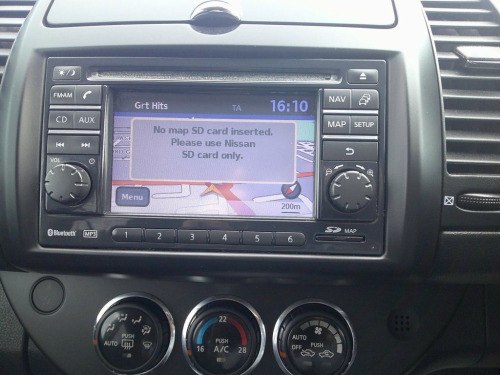 Grt Hits TA 16:10
No map SD card inserted.
Please use Nissan
SD card only.
Menu
200m
FM·AM
CD AUX
VOL
NAV
MAP SETUP
1 2 3 4 5 6
Bluetooth MP3
SD MAP
AUTO
PUSH
22
16 28
PUSH
A/C
AUTO
OFF
PUSH